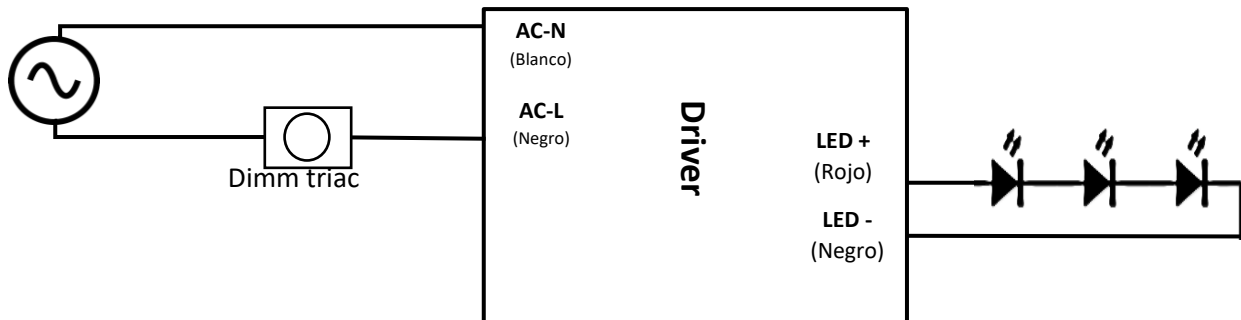 AC-N
(Blanco)
AC-L
(Negro)
Dimm triac
Driver
LED +
(Rojo)
LED -
(Negro)